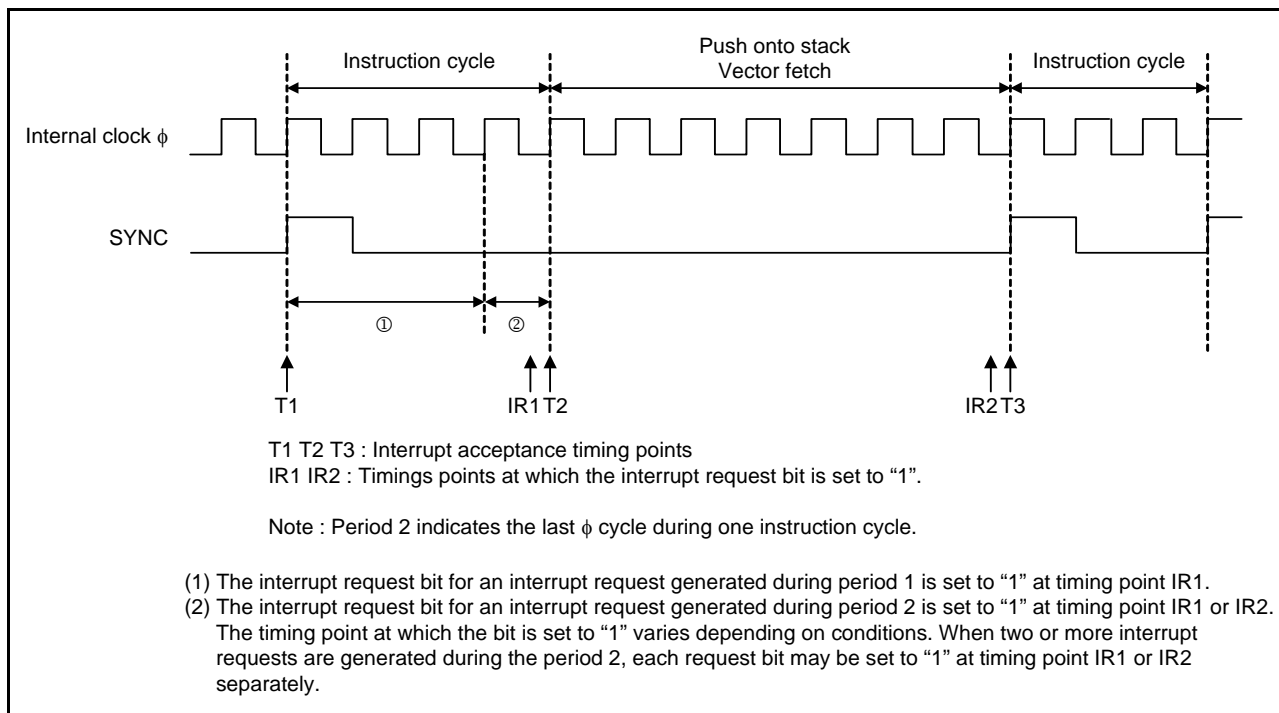 Instruction cycle
Push onto stack
Vector fetch
Instruction cycle
Internal clock ϕ
SYNC
①
②
T1
IR1 T2
IR2 T3
T1 T2 T3 : Interrupt acceptance timing points
IR1 IR2 : Timings points at which the interrupt request bit is set to “1”.
Note : Period 2 indicates the last ϕ cycle during one instruction cycle.
(1) The interrupt request bit for an interrupt request generated during period 1 is set to “1” at timing point IR1.
(2) The interrupt request bit for an interrupt request generated during period 2 is set to “1” at timing point IR1 or IR2.
The timing point at which the bit is set to “1” varies depending on conditions. When two or more interrupt
requests are generated during the period 2, each request bit may be set to “1” at timing point IR1 or IR2
separately.